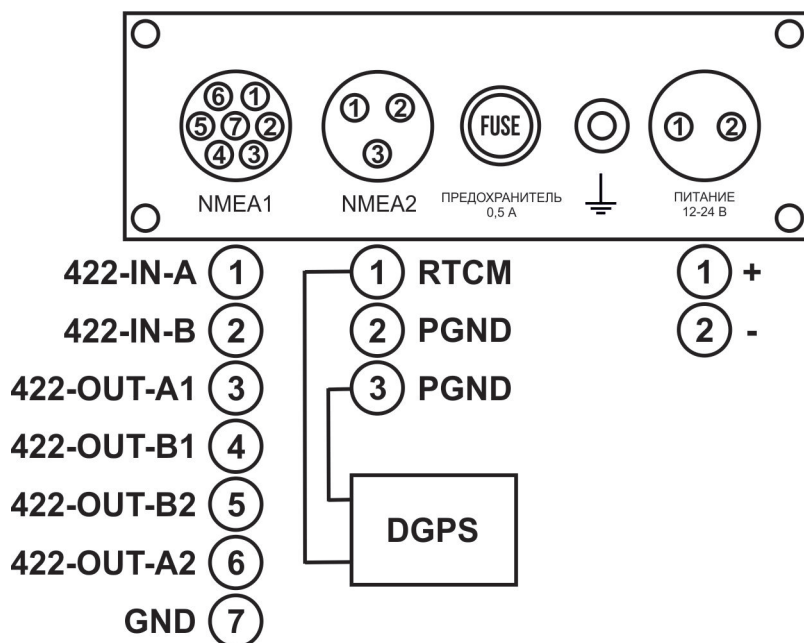 6 1
5 7 2
4 3
NMEA1
1 2
3
NMEA2
FUSE
ПРЕДОХРАНИТЕЛЬ
0,5 А
1 2
ПИТАНИЕ
12-24 В
422-IN-A 1
422-IN-B 2
422-OUT-A1 3
422-OUT-B1 4
422-OUT-B2 5
422-OUT-A2 6
GND 7
1 RTCM
2 PGND
3 PGND
DGPS
1 +
2 -